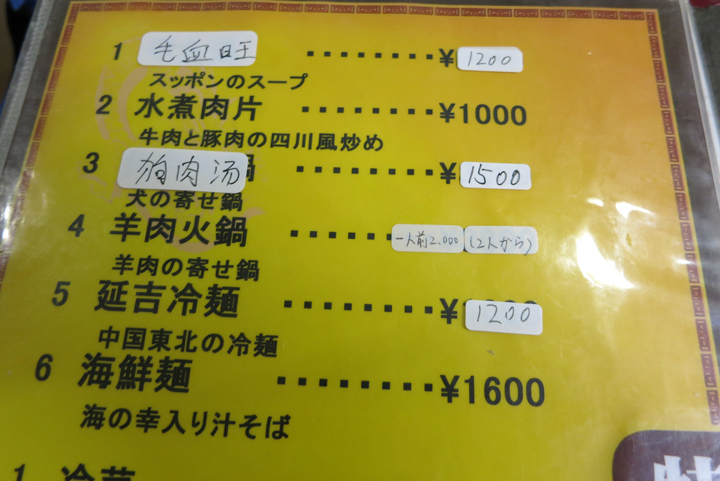 1 毛血旺 ········ ¥1200
スッポンのスープ
2 水煮肉片 ········ ¥1000
牛肉と豚肉の四川風炒め
3 狗肉汤鍋 ········ ¥1500
犬の寄せ鍋
4 羊肉火鍋 ········ 一人前2,000 (2人から)
羊肉の寄せ鍋
5 延吉冷麺 ········ ¥1200
中国東北の冷麺
6 海鮮麺 ········ ¥1600
海の幸入り汁そば